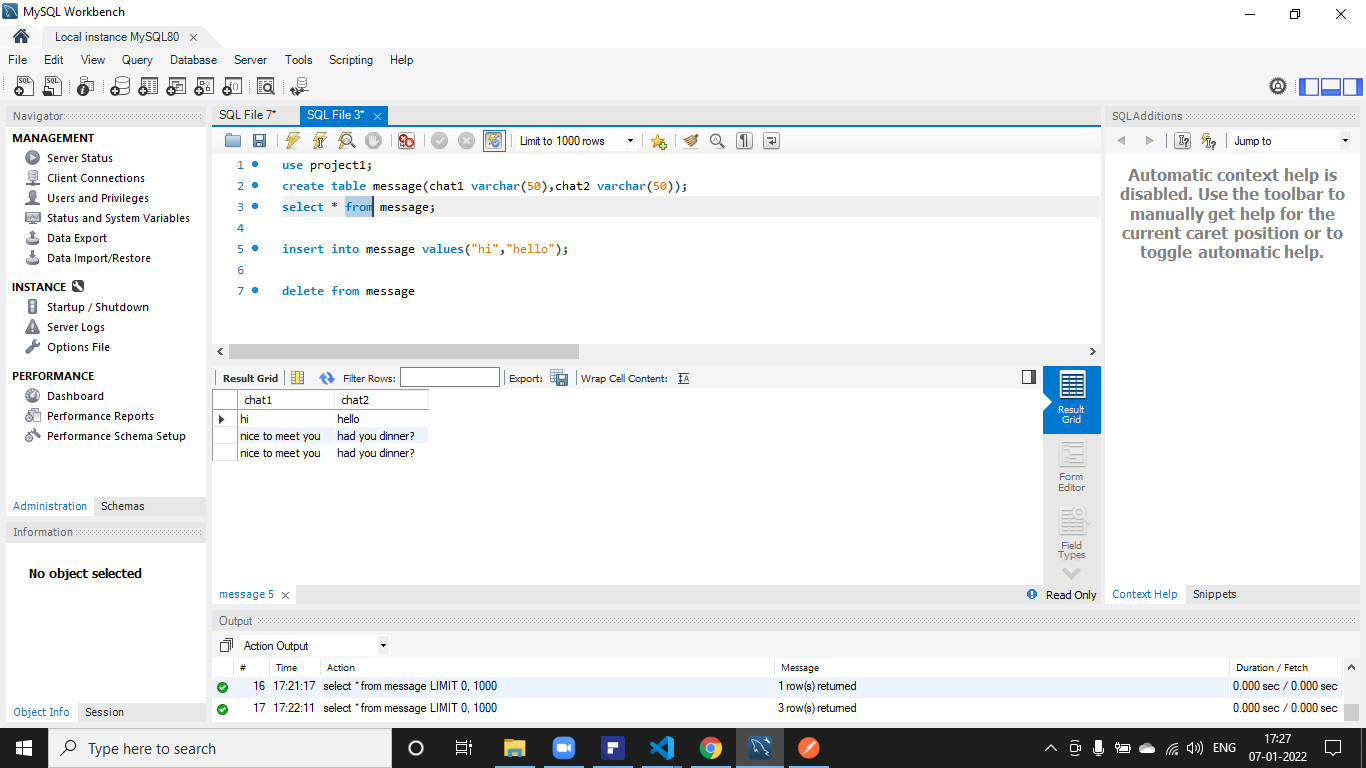 MySQL Workbench
Local instance MySQL80
File Edit View Query Database Server Tools Scripting Help
Navigator
MANAGEMENT
Server Status
Client Connections
Users and Privileges
Status and System Variables
Data Export
Data Import/Restore
INSTANCE
Startup / Shutdown
Server Logs
Options File
PERFORMANCE
Dashboard
Performance Reports
Performance Schema Setup
Administration Schemas
Information
No object selected
Object Info Session
SQL File 7* SQL File 3*
Limit to 1000 rows
1 use project1;
2 create table message(chat1 varchar(50),chat2 varchar(50));
3 select * from message;
4
5 insert into message values("hi","hello");
6
7 delete from message
Result Grid Filter Rows: Export: Wrap Cell Content:
chat1 chat2
hi hello
nice to meet you had you dinner?
nice to meet you had you dinner?
Result
Grid
Form
Editor
Field
Types
message 5 Read Only
SQLAdditions
Jump to
Automatic context help is
disabled. Use the toolbar to
manually get help for the
current caret position or to
toggle automatic help.
Context Help Snippets
Output
Action Output
# Time Action Message Duration / Fetch
16 17:21:17 select * from message LIMIT 0, 1000 1 row(s) returned 0.000 sec / 0.000 sec
17 17:22:11 select * from message LIMIT 0, 1000 3 row(s) returned 0.000 sec / 0.000 sec
Type here to search
ENG
17:27
07-01-2022